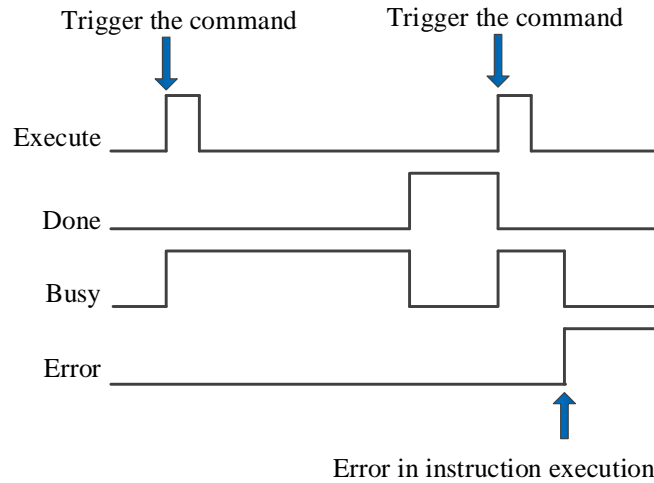 Trigger the command
Trigger the command
Execute
Done
Busy
Error
Error in instruction execution